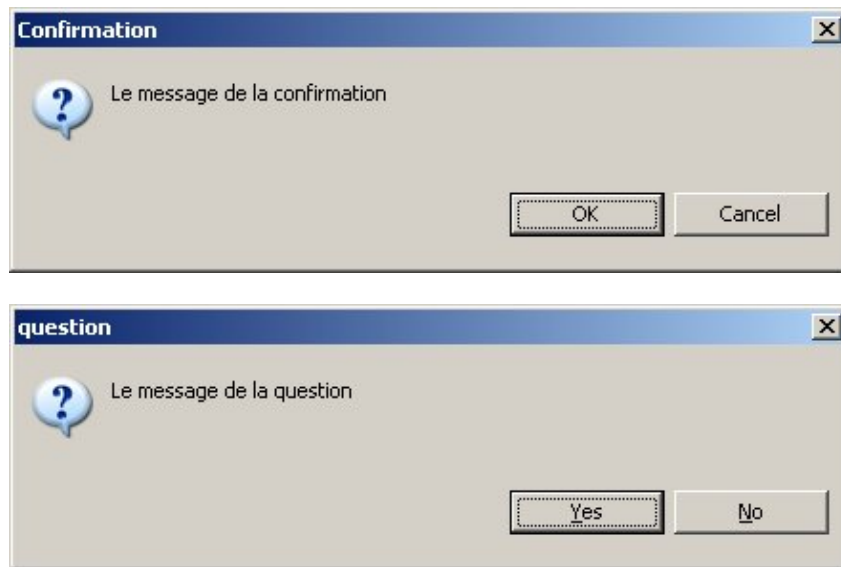 Confirmation
Le message de la confirmation
OK Cancel
question
Le message de la question
Yes No